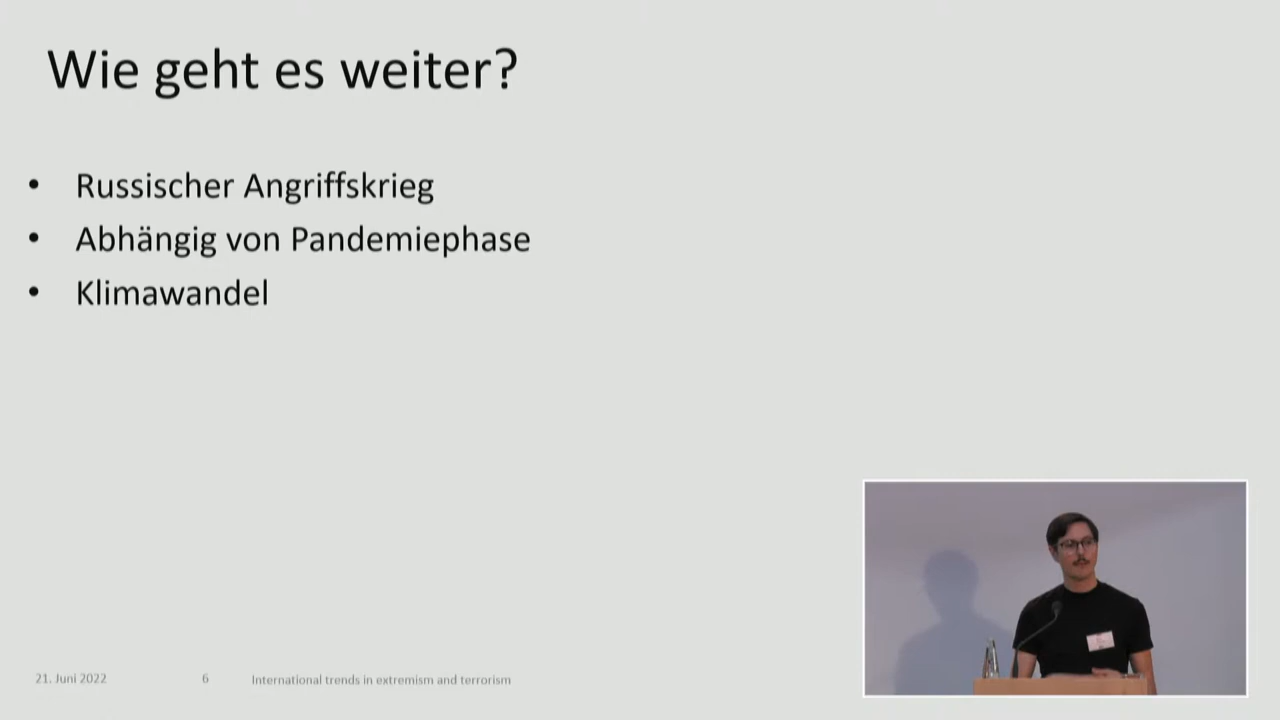 Wie geht es weiter?
• Russischer Angriffskrieg
• Abhängig von Pandemiephase
• Klimawandel
21. Juni 2022 6 International trends in extremism and terrorism